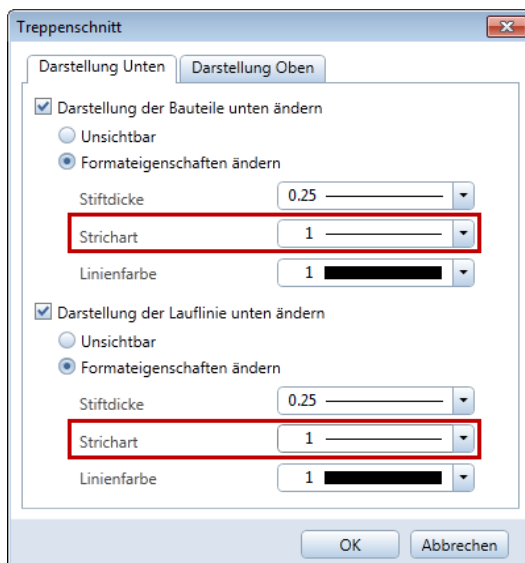 Treppenschnitt
Darstellung Unten Darstellung Oben
Darstellung der Bauteile unten ändern
Unsichtbar
Formateigenschaften ändern
Stiftdicke 0.25
Strichart 1
Linienfarbe 1
Darstellung der Lauflinie unten ändern
Unsichtbar
Formateigenschaften ändern
Stiftdicke 0.25
Strichart 1
Linienfarbe 1
OK Abbrechen